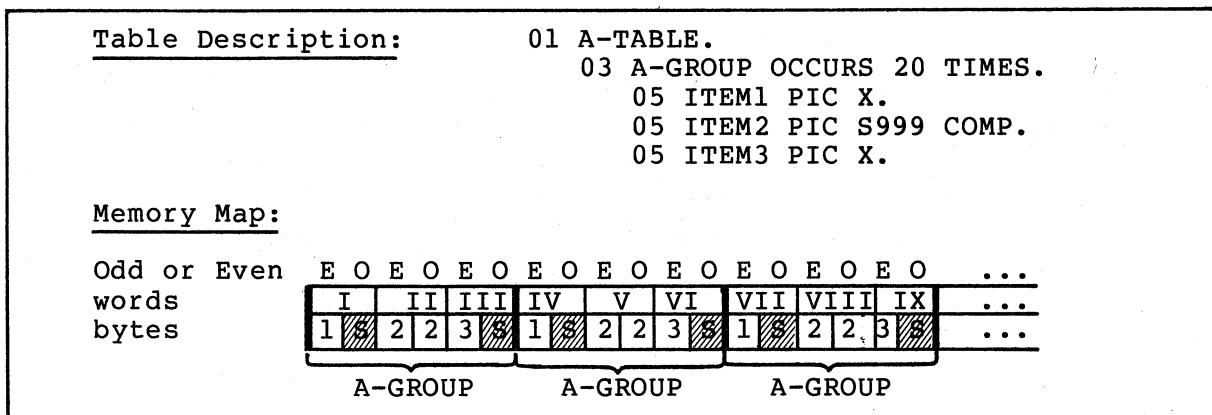 Table Description: 01 A-TABLE.
03 A-GROUP OCCURS 20 TIMES.
05 ITEM1 PIC X.
05 ITEM2 PIC S999 COMP.
05 ITEM3 PIC X.
Memory Map:
Odd or Even E O E O E O E O E O E O E O E O E O ...
words I II III IV V VI VII VIII IX ...
bytes 1 S 2 2 3 S 1 S 2 2 3 S 1 S 2 2 3 S ...
A-GROUP A-GROUP A-GROUP